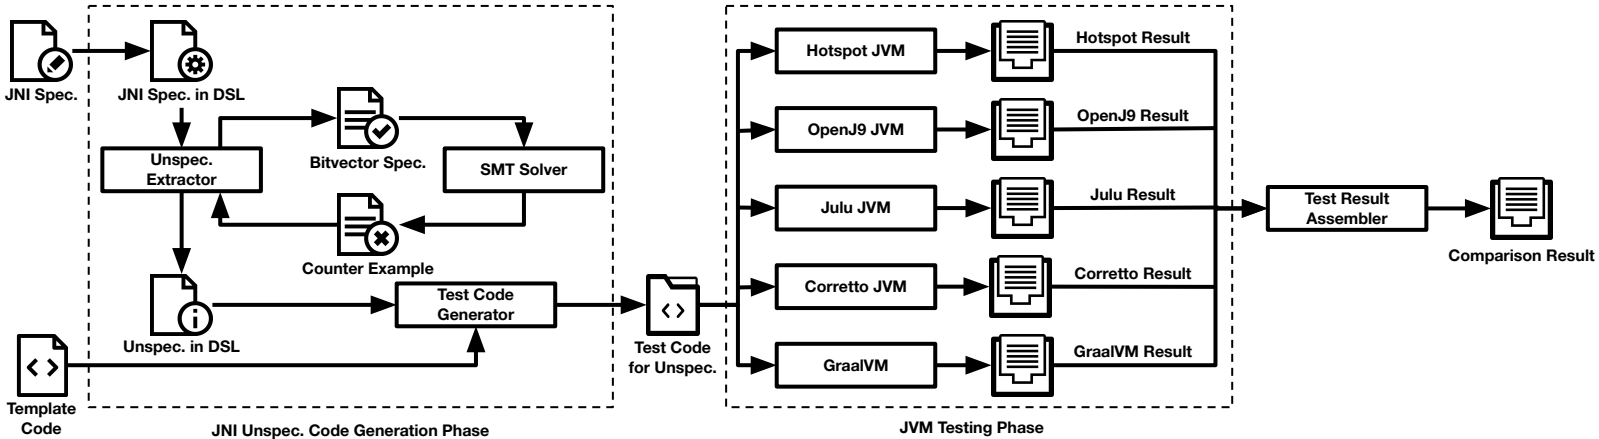 JNI Spec.
JNI Spec. in DSL
Unspec.
Extractor
Bitvector Spec.
SMT Solver
Counter Example
Unspec. in DSL
Test Code
Generator
Template
Code
JNI Unspec. Code Generation Phase
Test Code
for Unspec.
Hotspot JVM
Hotspot Result
OpenJ9 JVM
OpenJ9 Result
Julu JVM
Julu Result
Corretto JVM
Corretto Result
GraalVM
GraalVM Result
JVM Testing Phase
Test Result
Assembler
Comparison Result